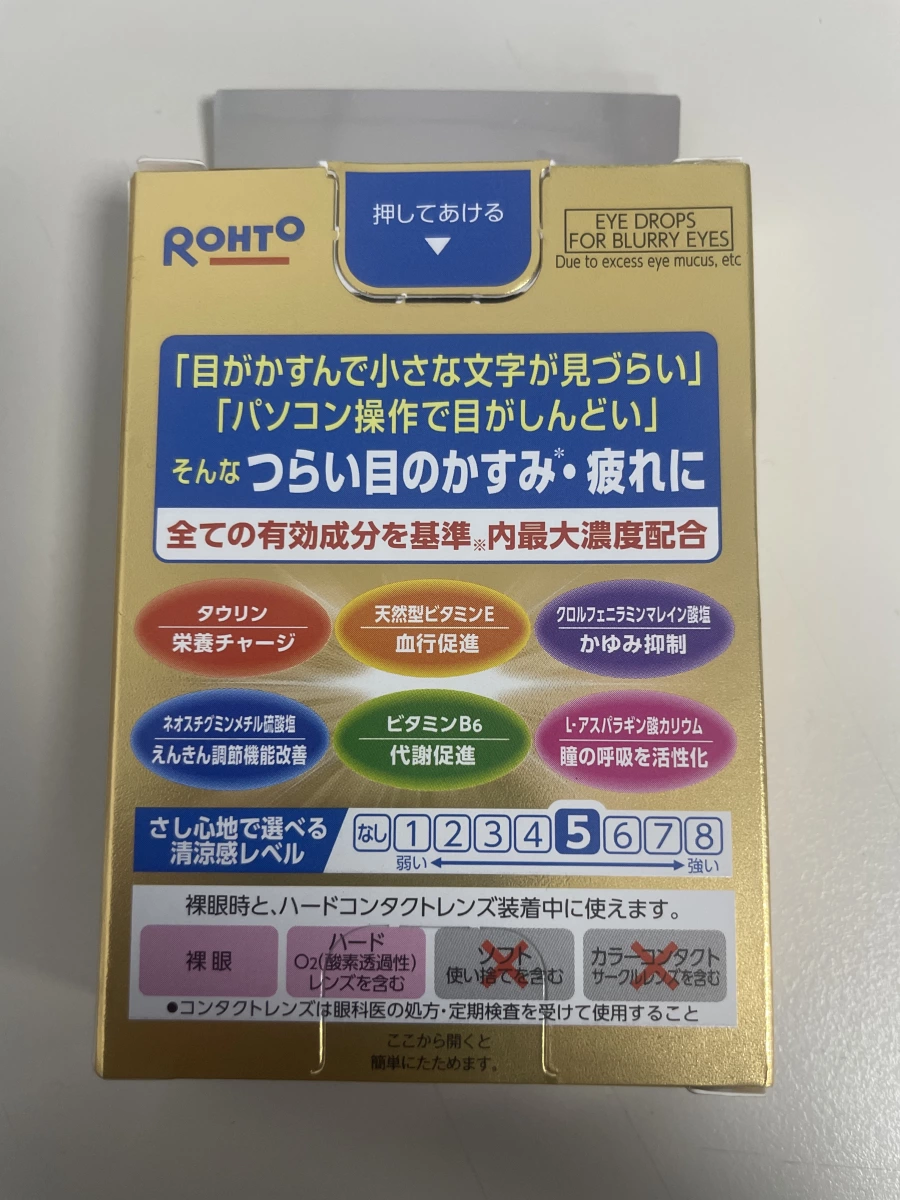 ROHTO
押してあける
EYE DROPS
FOR BLURRY EYES
Due to excess eye mucus, etc
「目がかすんで小さな文字が見づらい」
「パソコン操作で目がしんどい」
そんな つらい目のかすみ*・疲れに
全ての有効成分を基準※内最大濃度配合
タウリン
栄養チャージ
天然型ビタミンE
血行促進
クロルフェニラミンマレイン酸塩
かゆみ抑制
ネオスチグミンメチル硫酸塩
えんきん調節機能改善
ビタミンB6
代謝促進
L-アスパラギン酸カリウム
瞳の呼吸を活性化
さし心地で選べる
清涼感レベル
なし 1 2 3 4 5 6 7 8
弱い 強い
裸眼時と、ハードコンタクトレンズ装着中に使えます。
裸眼
ハード
O2(酸素透過性)
レンズを含む
ソフト
使い捨てを含む
カラーコンタクト
サークルレンズを含む
●コンタクトレンズは眼科医の処方・定期検査を受けて使用すること
ここから開くと
簡単にたためます。